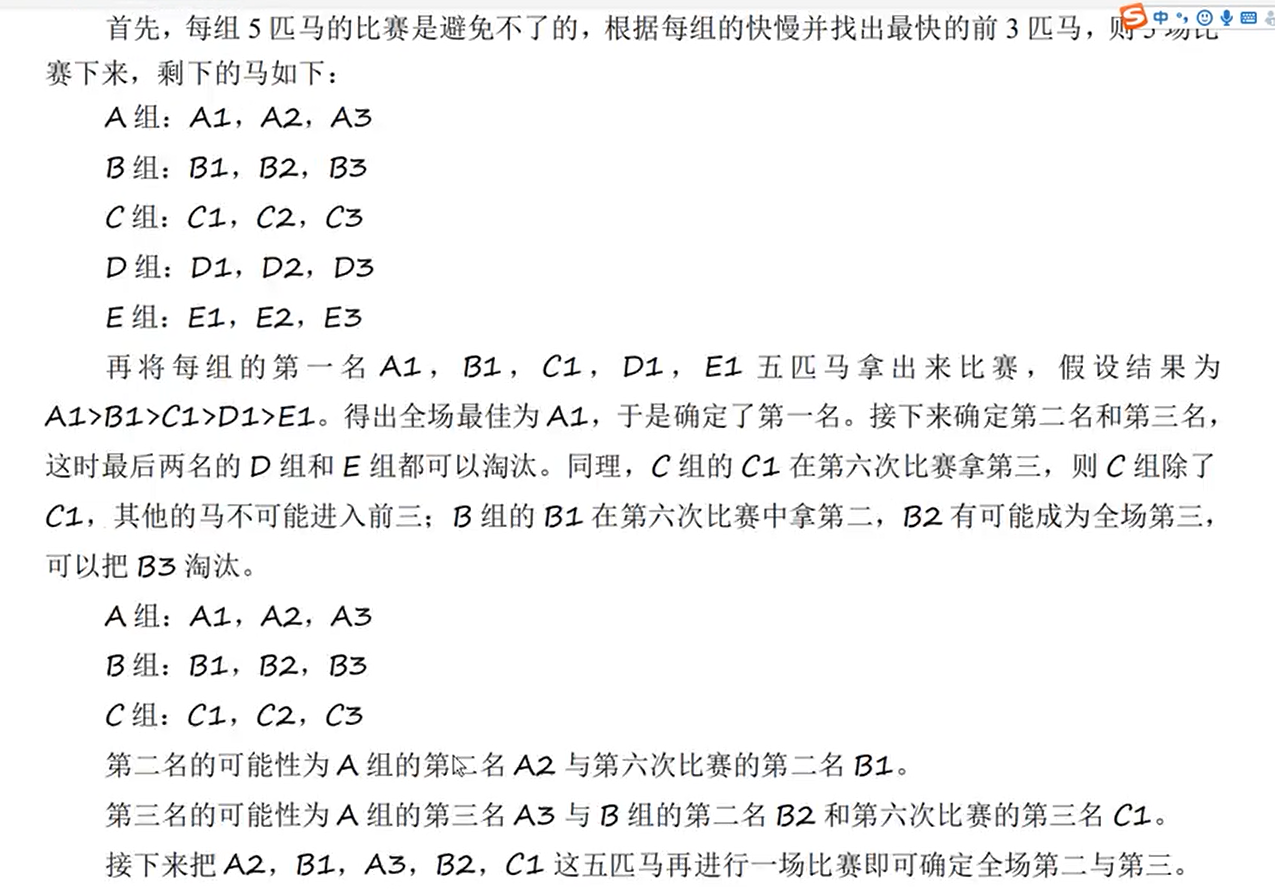 首先，每组 5 匹马的比赛是避免不了的，根据每组的快慢并找出最快的前 3 匹马，则 5 场比
中
赛下来，剩下的马如下：
A 组：A1，A2，A3
B 组：B1，B2，B3
C 组：C1，C2，C3
D 组：D1，D2，D3
E 组：E1，E2，E3
再将每组的第一名 A1，B1，C1，D1，E1 五匹马拿出来比赛，假设结果为
A1>B1>C1>D1>E1。得出全场最佳为 A1，于是确定了第一名。接下来确定第二名和第三名，
这时最后两名的 D 组和 E 组都可以淘汰。同理，C 组的 C1 在第六次比赛拿第三，则 C 组除了
C1，其他的马不可能进入前三；B 组的 B1 在第六次比赛中拿第二，B2 有可能成为全场第三，
可以把 B3 淘汰。
A 组：A1，A2，A3
B 组：B1，B2，B3
C 组：C1，C2，C3
第二名的可能性为 A 组的第二名 A2 与第六次比赛的第二名 B1。
第三名的可能性为 A 组的第三名 A3 与 B 组的第二名 B2 和第六次比赛的第三名 C1。
接下来把 A2，B1，A3，B2，C1 这五匹马再进行一场比赛即可确定全场第二与第三。